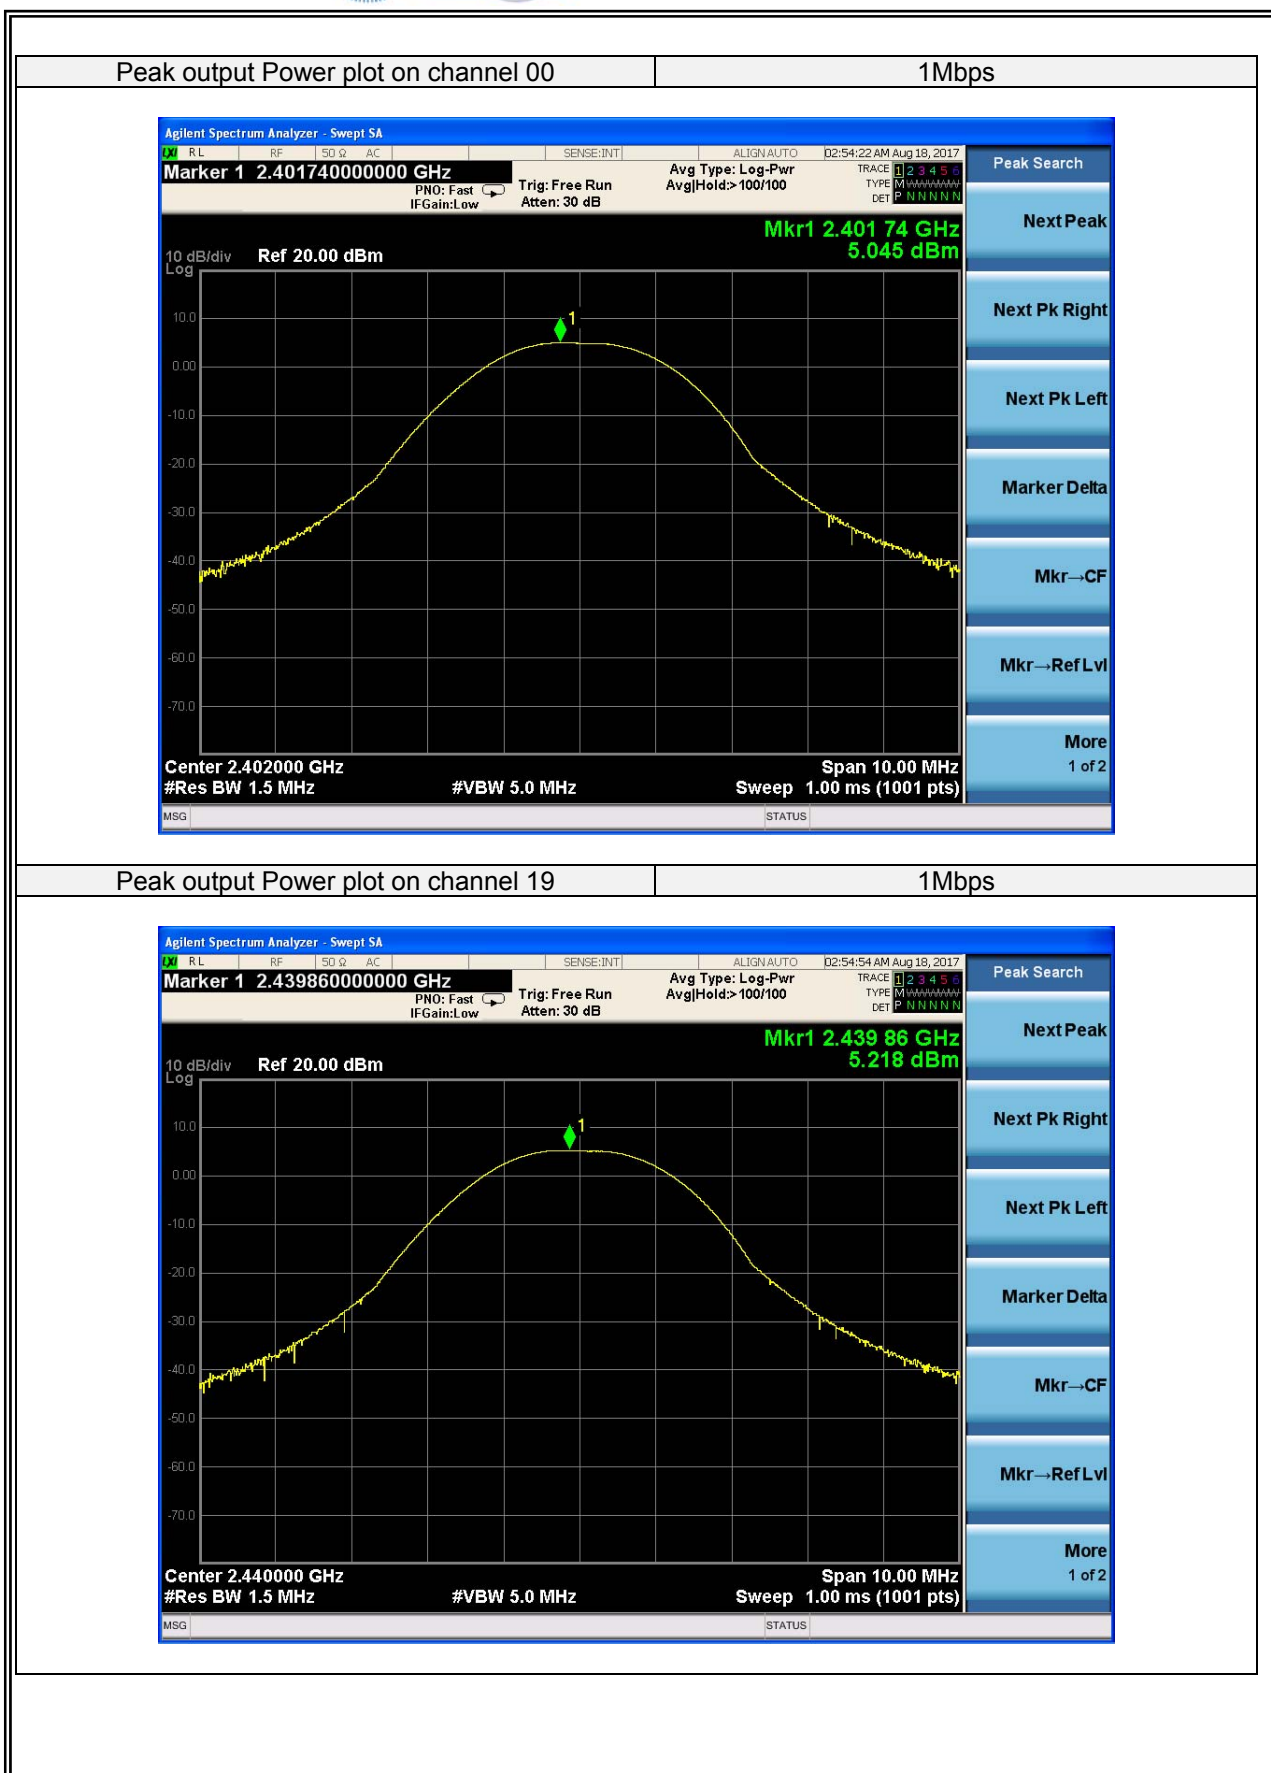 Peak output Power plot on channel 00 1Mbps
Agilent Spectrum Analyzer - Swept SA
LXI RL RF 50 Ω AC SENSE:INT ALIGN AUTO 02:54:22 AM Aug 18, 2017
Marker 1 2.401740000000 GHz
PNO: Fast
IFGain:Low
Trig: Free Run
Atten: 30 dB
Avg Type: Log-Pwr
Avg|Hold:>100/100
TRACE 1 2 3 4 5 6
TYPE M
DET P N N N N N
Peak Search
Mkr1 2.401 74 GHz
5.045 dBm
10 dB/div
Log
Ref 20.00 dBm
1
10.0
0.00
-10.0
-20.0
-30.0
-40.0
-50.0
-60.0
-70.0
Center 2.402000 GHz
#Res BW 1.5 MHz
#VBW 5.0 MHz
Span 10.00 MHz
Sweep 1.00 ms (1001 pts)
Next Peak
Next Pk Right
Next Pk Left
Marker Delta
Mkr→CF
Mkr→Ref Lvl
More
1 of 2
MSG STATUS
Peak output Power plot on channel 19 1Mbps
Agilent Spectrum Analyzer - Swept SA
LXI RL RF 50 Ω AC SENSE:INT ALIGN AUTO 02:54:54 AM Aug 18, 2017
Marker 1 2.439860000000 GHz
PNO: Fast
IFGain:Low
Trig: Free Run
Atten: 30 dB
Avg Type: Log-Pwr
Avg|Hold:>100/100
TRACE 1 2 3 4 5 6
TYPE M
DET P N N N N N
Peak Search
Mkr1 2.439 86 GHz
5.218 dBm
10 dB/div
Log
Ref 20.00 dBm
1
10.0
0.00
-10.0
-20.0
-30.0
-40.0
-50.0
-60.0
-70.0
Center 2.440000 GHz
#Res BW 1.5 MHz
#VBW 5.0 MHz
Span 10.00 MHz
Sweep 1.00 ms (1001 pts)
Next Peak
Next Pk Right
Next Pk Left
Marker Delta
Mkr→CF
Mkr→Ref Lvl
More
1 of 2
MSG STATUS